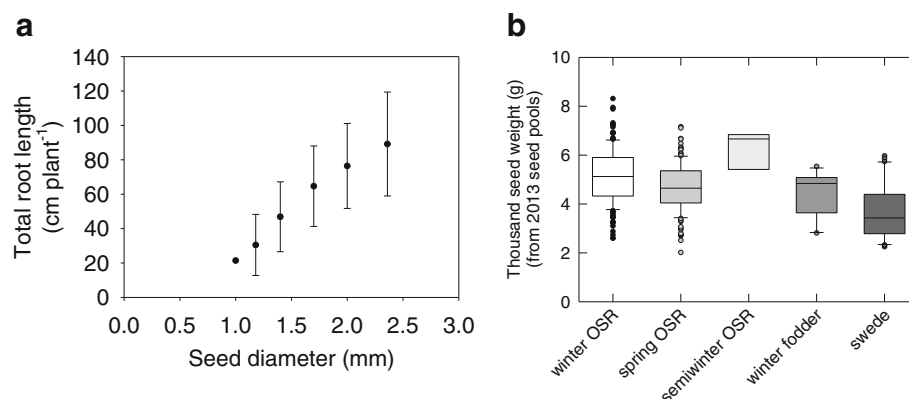 a
Total root length
(cm plant-1)
140
120
100
80
60
40
20
0
0.0 0.5 1.0 1.5 2.0 2.5 3.0
Seed diameter (mm)
b
Thousand seed weight (g)
(from 2013 seed pools)
10
8
6
4
2
0
winter OSR
spring OSR
semiwinter OSR
winter fodder
swede